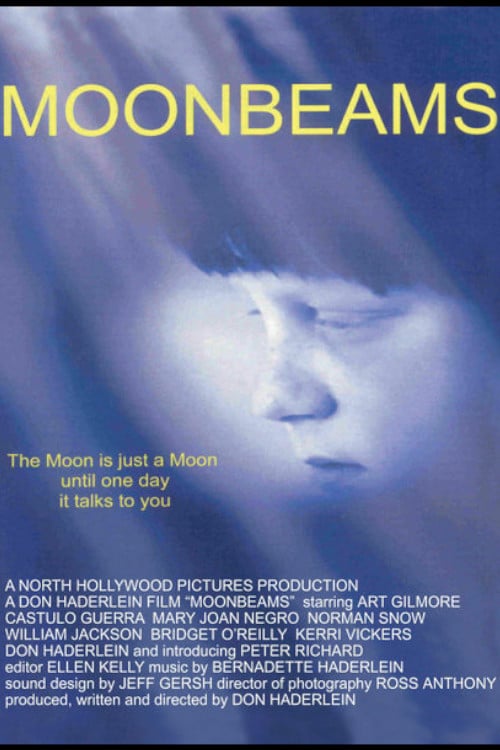 MOONBEAMS
The Moon is just a Moon
until one day
it talks to you
A NORTH HOLLYWOOD PICTURES PRODUCTION
A DON HADERLEIN FILM “MOONBEAMS” starring ART GILMORE
CASTULO GUERRA MARY JOAN NEGRO NORMAN SNOW
WILLIAM JACKSON BRIDGET O'REILLY KERRI VICKERS
DON HADERLEIN and introducing PETER RICHARD
editor ELLEN KELLY music by BERNADETTE HADERLEIN
sound design by JEFF GERSH director of photography ROSS ANTHONY
produced, written and directed by DON HADERLEIN